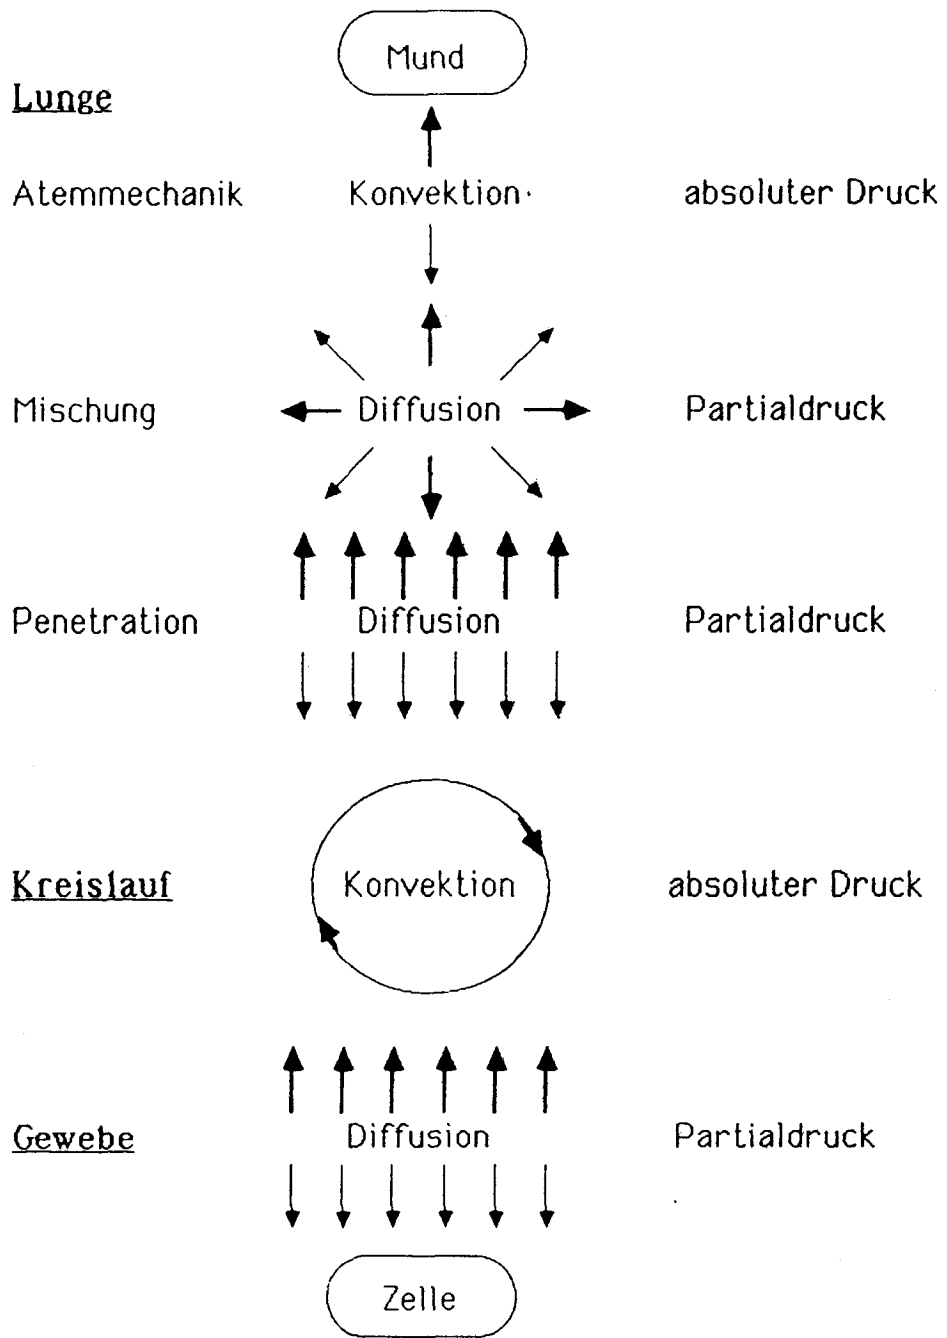 Mund
Lunge
Atemmechanik Konvektion absoluter Druck
Mischung Diffusion Partialdruck
Penetration Diffusion Partialdruck
Kreislauf Konvektion absoluter Druck
Gewebe Diffusion Partialdruck
Zelle